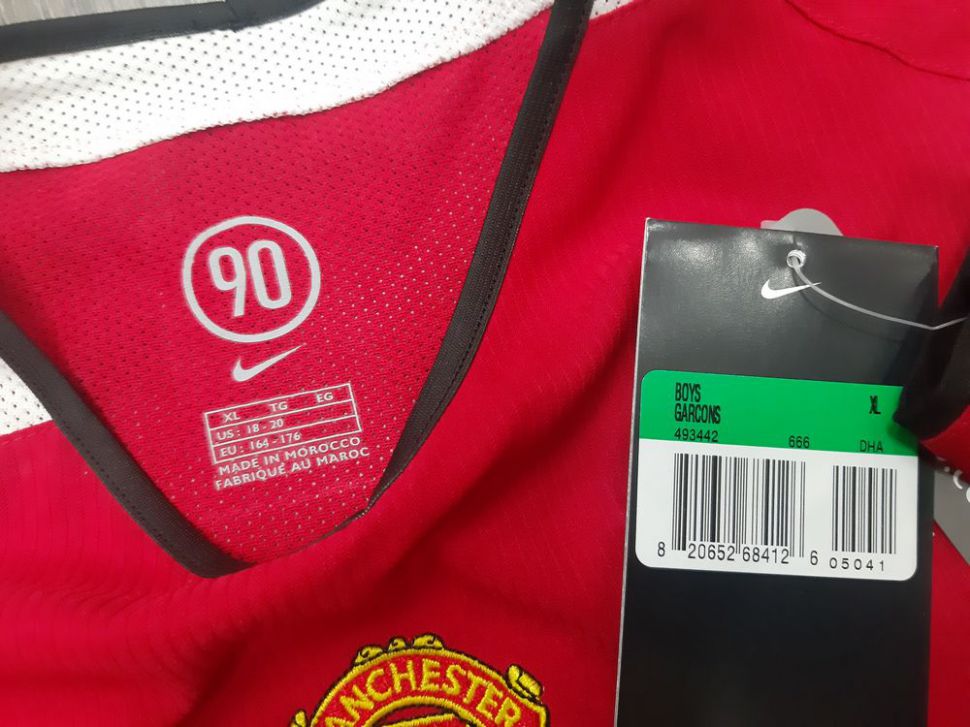 90
XL TG EG
US : 18 - 20
EU : 164 - 176
MADE IN MOROCCO
FABRIQUÉ AU MAROC
BOYS XL
GARCONS
493442 666 DHA
8 20652 68412 6 05041
MANCHESTER